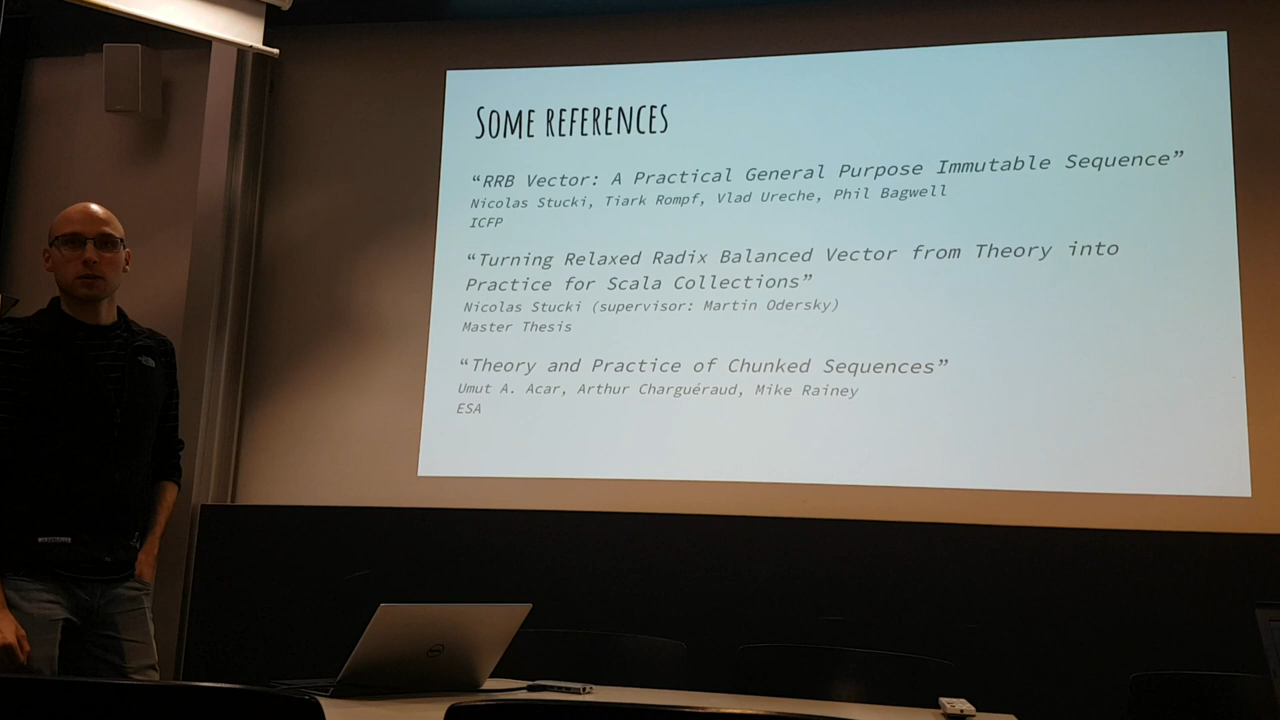 SOME REFERENCES
“RRB Vector: A Practical General Purpose Immutable Sequence”
Nicolas Stucki, Tiark Rompf, Vlad Ureche, Phil Bagwell
ICFP
“Turning Relaxed Radix Balanced Vector from Theory into
Practice for Scala Collections”
Nicolas Stucki (supervisor: Martin Odersky)
Master Thesis
“Theory and Practice of Chunked Sequences”
Umut A. Acar, Arthur Charguéraud, Mike Rainey
ESA
DELL